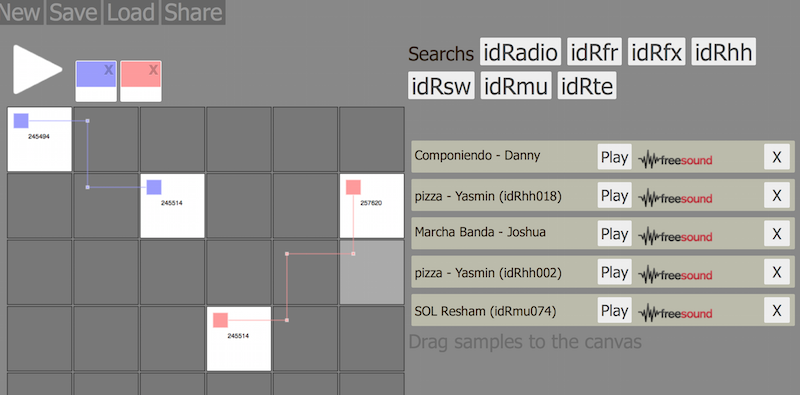 New Save Load Share
X X
Searchs idRadio idRfr idRfx idRhh
idRsw idRmu idRte
245494
245514
257620
245514
Componiendo - Danny Play freesound X
pizza - Yasmin (idRhh018) Play freesound X
Marcha Banda - Joshua Play freesound X
pizza - Yasmin (idRhh002) Play freesound X
SOL Resham (idRmu074) Play freesound X
Drag samples to the canvas